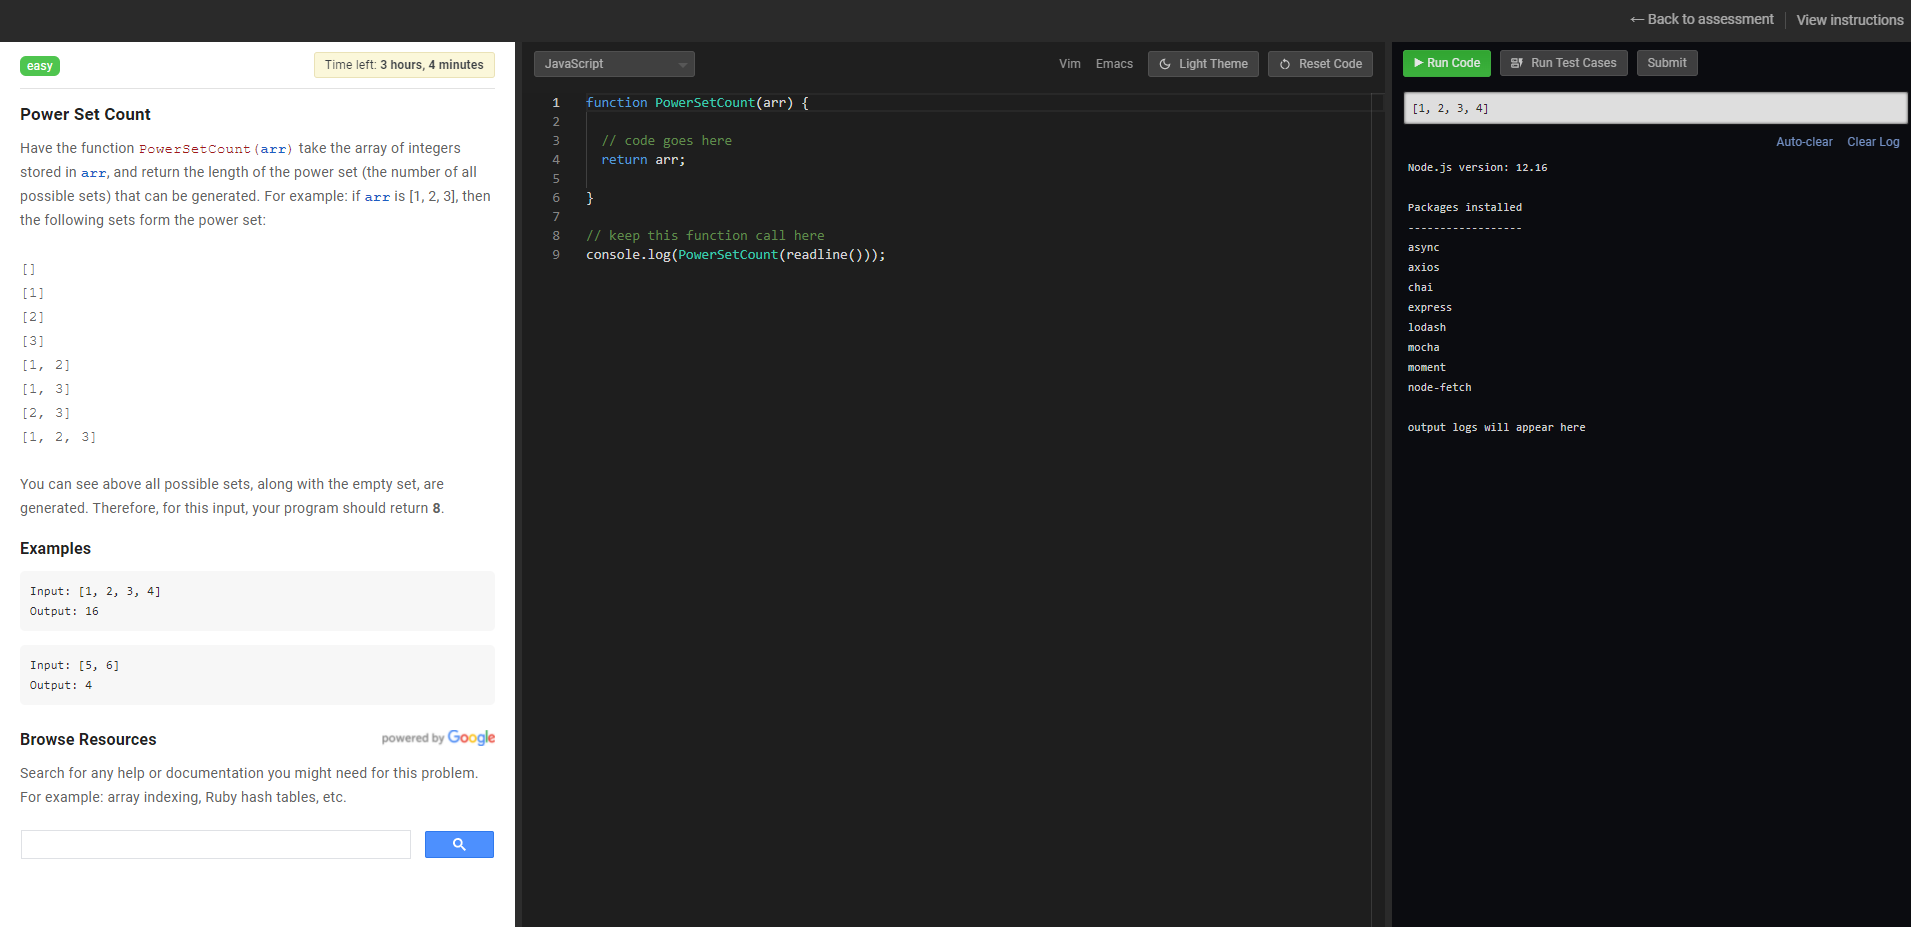 ← Back to assessment
View instructions
easy
Time left: 3 hours, 4 minutes
Power Set Count
Have the function PowerSetCount(arr) take the array of integers
stored in arr, and return the length of the power set (the number of all
possible sets) that can be generated. For example: if arr is [1, 2, 3], then
the following sets form the power set:
[]
[1]
[2]
[3]
[1, 2]
[1, 3]
[2, 3]
[1, 2, 3]
You can see above all possible sets, along with the empty set, are
generated. Therefore, for this input, your program should return 8.
Examples
Input: [1, 2, 3, 4]
Output: 16
Input: [5, 6]
Output: 4
Browse Resources
powered by Google
Search for any help or documentation you might need for this problem.
For example: array indexing, Ruby hash tables, etc.
JavaScript
Vim
Emacs
Light Theme
Reset Code
1 function PowerSetCount(arr) {
2
3 // code goes here
4 return arr;
5
6 }
7
8 // keep this function call here
9 console.log(PowerSetCount(readline()));
Run Code
Run Test Cases
Submit
[1, 2, 3, 4]
Auto-clear
Clear Log
Node.js version: 12.16
Packages installed
------------------
async
axios
chai
express
lodash
mocha
moment
node-fetch
output logs will appear here